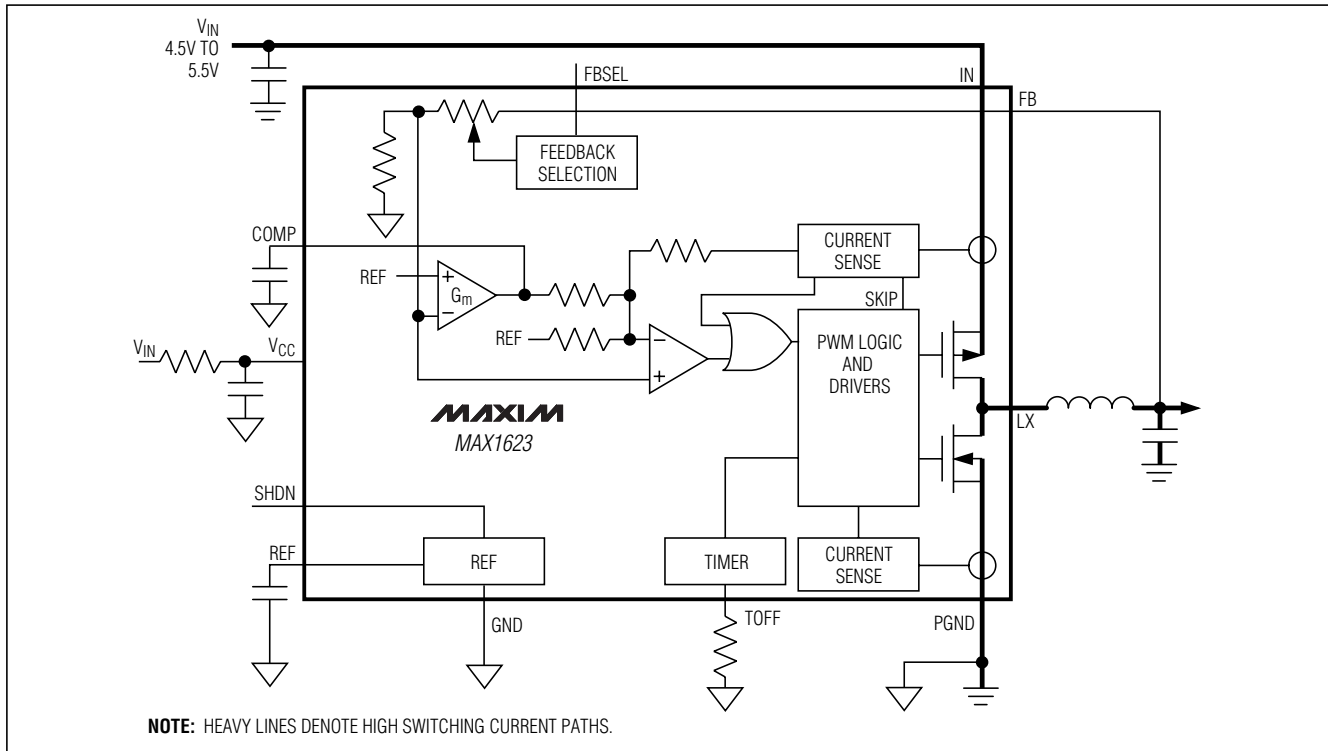 VIN
4.5V TO
5.5V
FBSEL
IN
FB
FEEDBACK
SELECTION
COMP
CURRENT
SENSE
REF
+
Gm
−
SKIP
REF
−
+
PWM LOGIC
AND
DRIVERS
VIN
VCC
MAXIM
MAX1623
LX
SHDN
REF
REF
TIMER
CURRENT
SENSE
GND
TOFF
PGND
NOTE: HEAVY LINES DENOTE HIGH SWITCHING CURRENT PATHS.